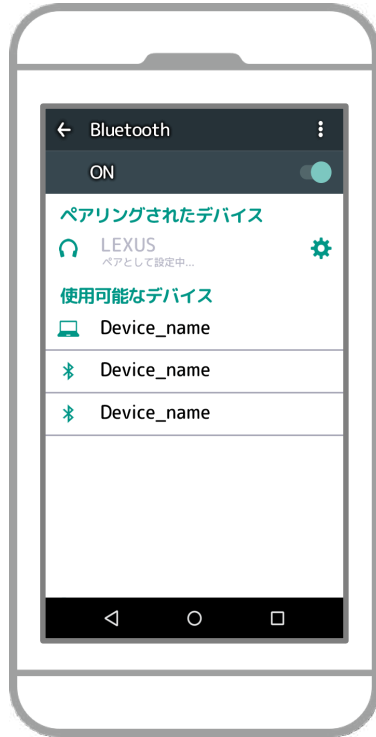 Bluetooth
ON
ペアリングされたデバイス
LEXUS
ペアとして設定中...
使用可能なデバイス
Device_name
Device_name
Device_name